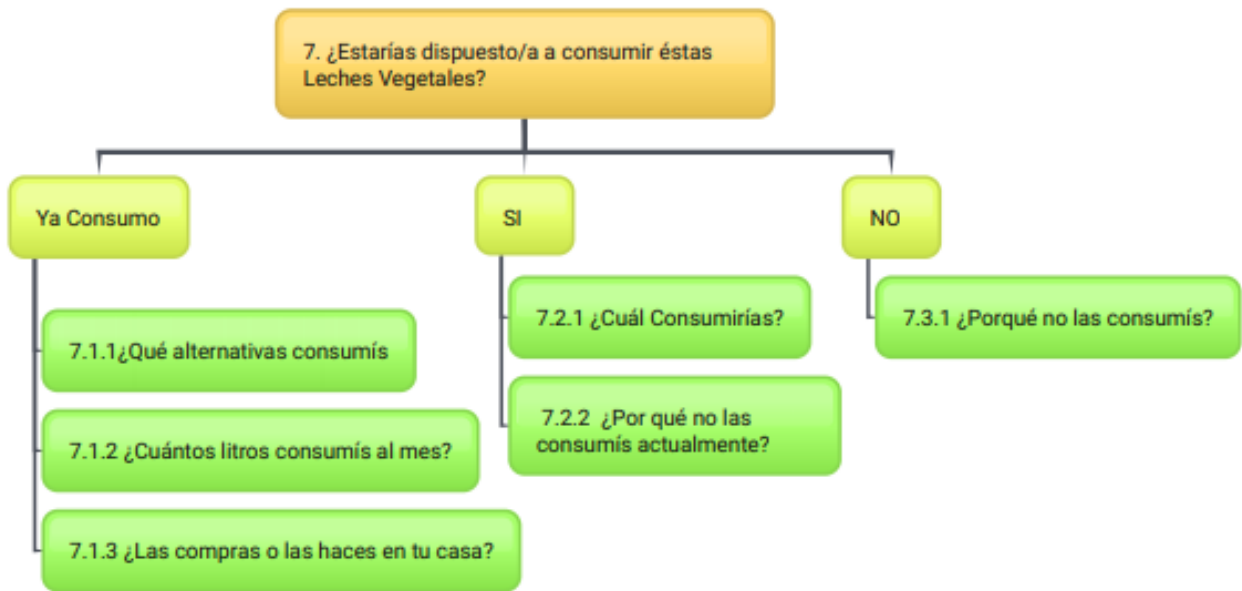 7. ¿Estarías dispuesto/a a consumir éstas
Leches Vegetales?
Ya Consumo
SI
NO
7.1.1¿Qué alternativas consumís
7.1.2 ¿Cuántos litros consumís al mes?
7.1.3 ¿Las compras o las haces en tu casa?
7.2.1 ¿Cuál Consumirías?
7.2.2 ¿Por qué no las
consumís actualmente?
7.3.1 ¿Porqué no las consumís?